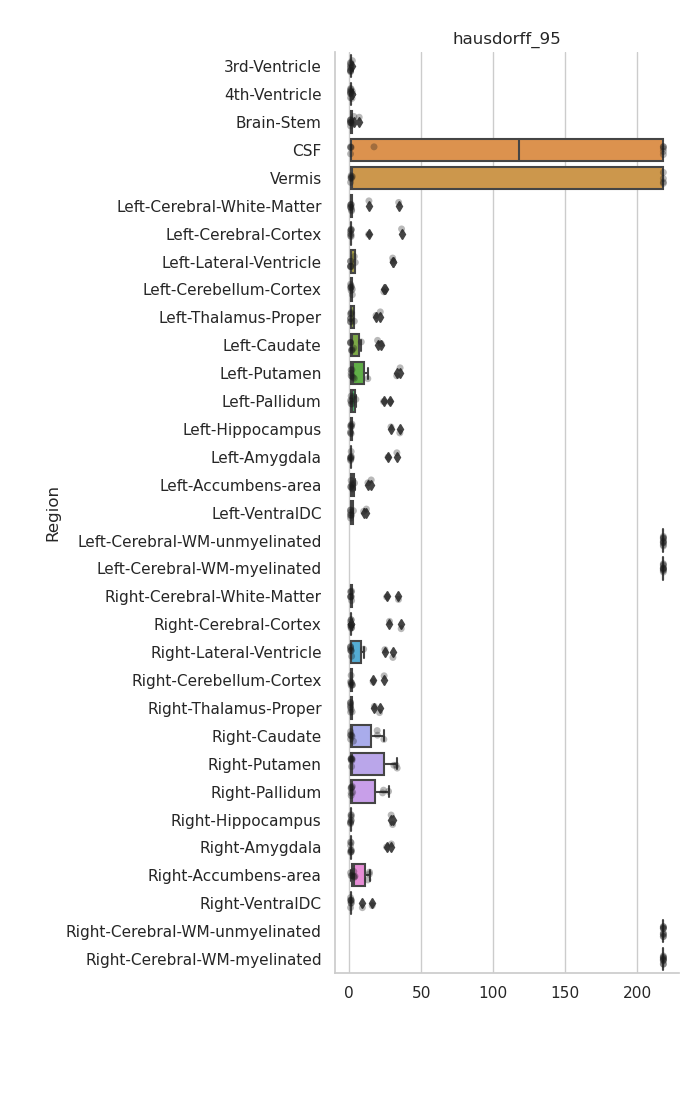 hausdorff_95
3rd-Ventricle
4th-Ventricle
Brain-Stem
CSF
Vermis
Left-Cerebral-White-Matter
Left-Cerebral-Cortex
Left-Lateral-Ventricle
Left-Cerebellum-Cortex
Left-Thalamus-Proper
Left-Caudate
Left-Putamen
Left-Pallidum
Left-Hippocampus
Left-Amygdala
Left-Accumbens-area
Left-VentralDC
Left-Cerebral-WM-unmyelinated
Left-Cerebral-WM-myelinated
Right-Cerebral-White-Matter
Right-Cerebral-Cortex
Right-Lateral-Ventricle
Right-Cerebellum-Cortex
Right-Thalamus-Proper
Right-Caudate
Right-Putamen
Right-Pallidum
Right-Hippocampus
Right-Amygdala
Right-Accumbens-area
Right-VentralDC
Right-Cerebral-WM-unmyelinated
Right-Cerebral-WM-myelinated
Region
0 50 100 150 200